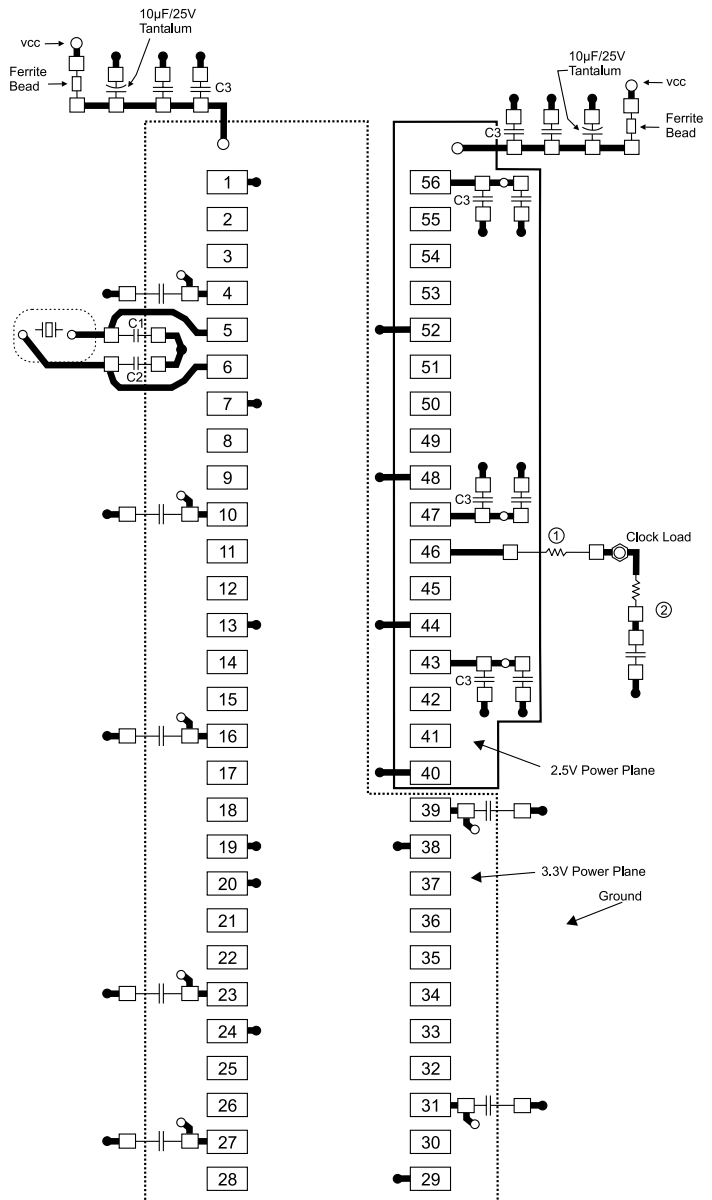 10µF/25V
Tantalum
vcc
Ferrite
Bead
C3
10µF/25V
Tantalum
vcc
C3
Ferrite
Bead
1
56
C3
2
55
3
54
4
53
C1
5
52
C2
6
51
7
50
8
49
9
48
C3
10
47
①
11
46
Clock Load
12
45
②
13
44
14
43
C3
15
42
16
41
17
40
2.5V Power Plane
18
39
19
38
20
37
3.3V Power Plane
Ground
21
36
22
35
23
34
24
33
25
32
26
31
27
30
28
29